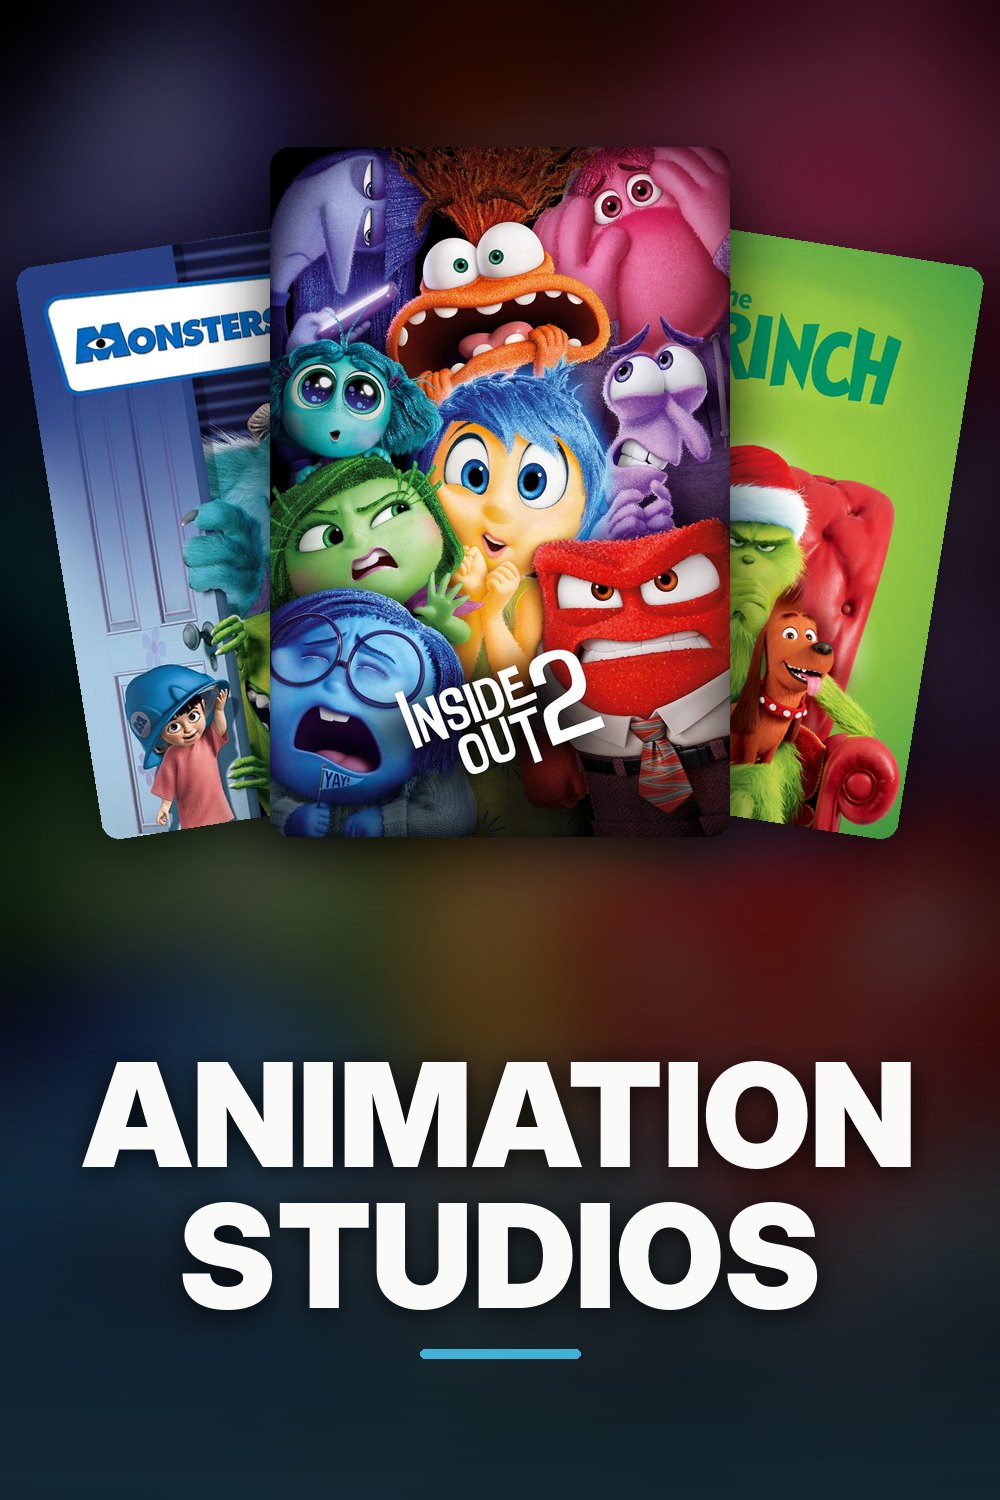 MONSTERS
INSIDE
OUT 2
YAY!
RINCH
ANIMATION
STUDIOS